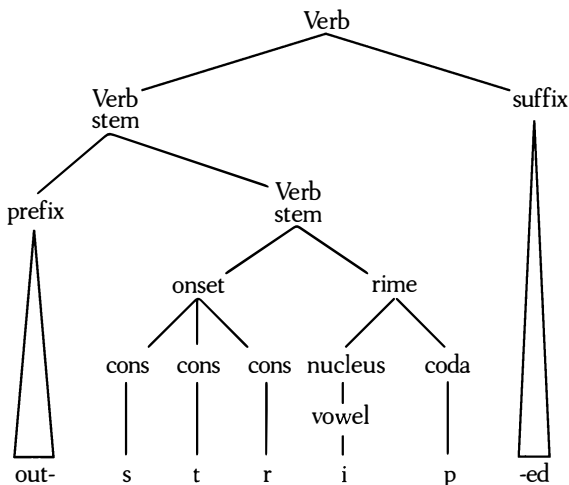 Verb
Verb
stem
suffix
prefix
Verb
stem
onset
rime
cons cons cons nucleus coda
vowel
out- s t r i p -ed